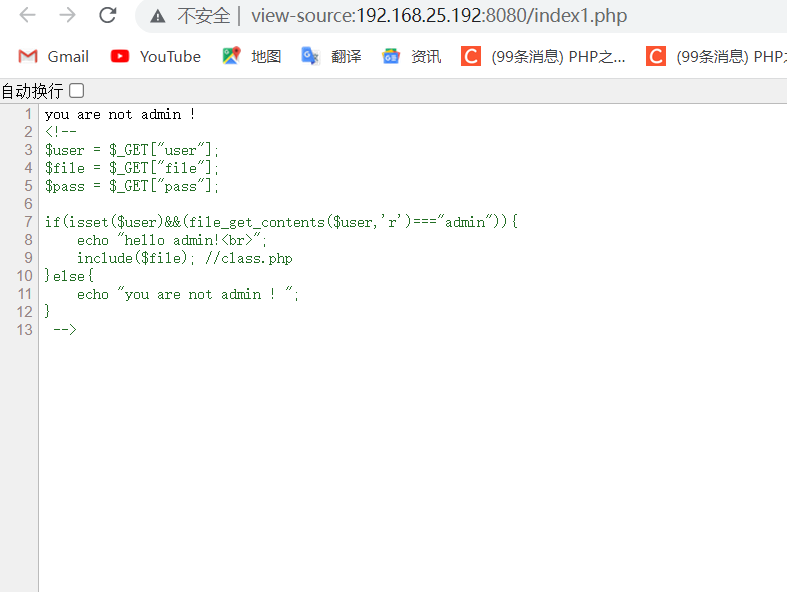 不安全 | view-source:192.168.25.192:8080/index1.php
Gmail YouTube 地图 翻译 资讯 (99条消息) PHP之... (99条消息) PHP之
自动换行
1 you are not admin !
2 <!--
3 $user = $_GET["user"];
4 $file = $_GET["file"];
5 $pass = $_GET["pass"];
6
7 if(isset($user)&&(file_get_contents($user,'r')==="admin")){
8     echo "hello admin!<br>";
9     include($file); //class.php
10 }else{
11     echo "you are not admin ! ";
12 }
13  -->